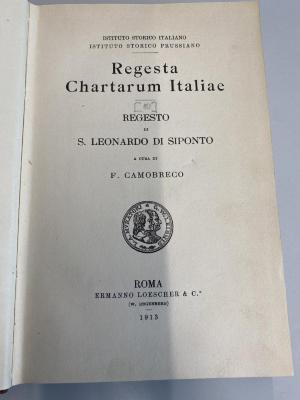 ISTITUTO STORICO ITALIANO
ISTITUTO STORICO PRUSSIANO
Regesta
Chartarum Italiae
REGESTO
DI
S. LEONARDO DI SIPONTO
A CURA DI
F. CAMOBRECO
ROMA
ERMANNO LOESCHER & C.º
(W. REGENBERG)
1913